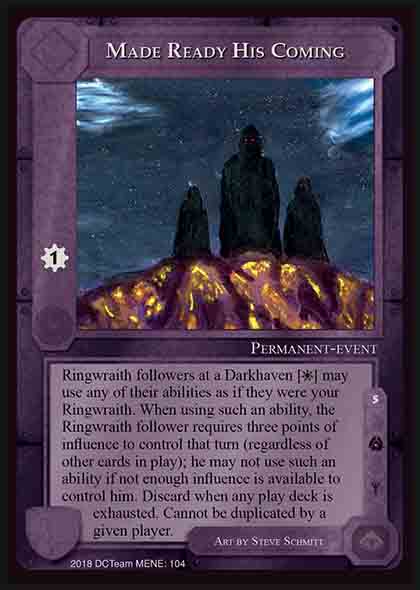 Made Ready His Coming
1
Permanent-event
Ringwraith followers at a Darkhaven [☀] may
use any of their abilities as if they were your
Ringwraith. When using such an ability, the
Ringwraith follower requires three points of
influence to control that turn (regardless of
other cards in play); he may not use such an
ability if not enough influence is available to
control him. Discard when any play deck is
exhausted. Cannot be duplicated by a
given player.
S
Art by Steve Schmitt
2018 DCTeam MENE: 104